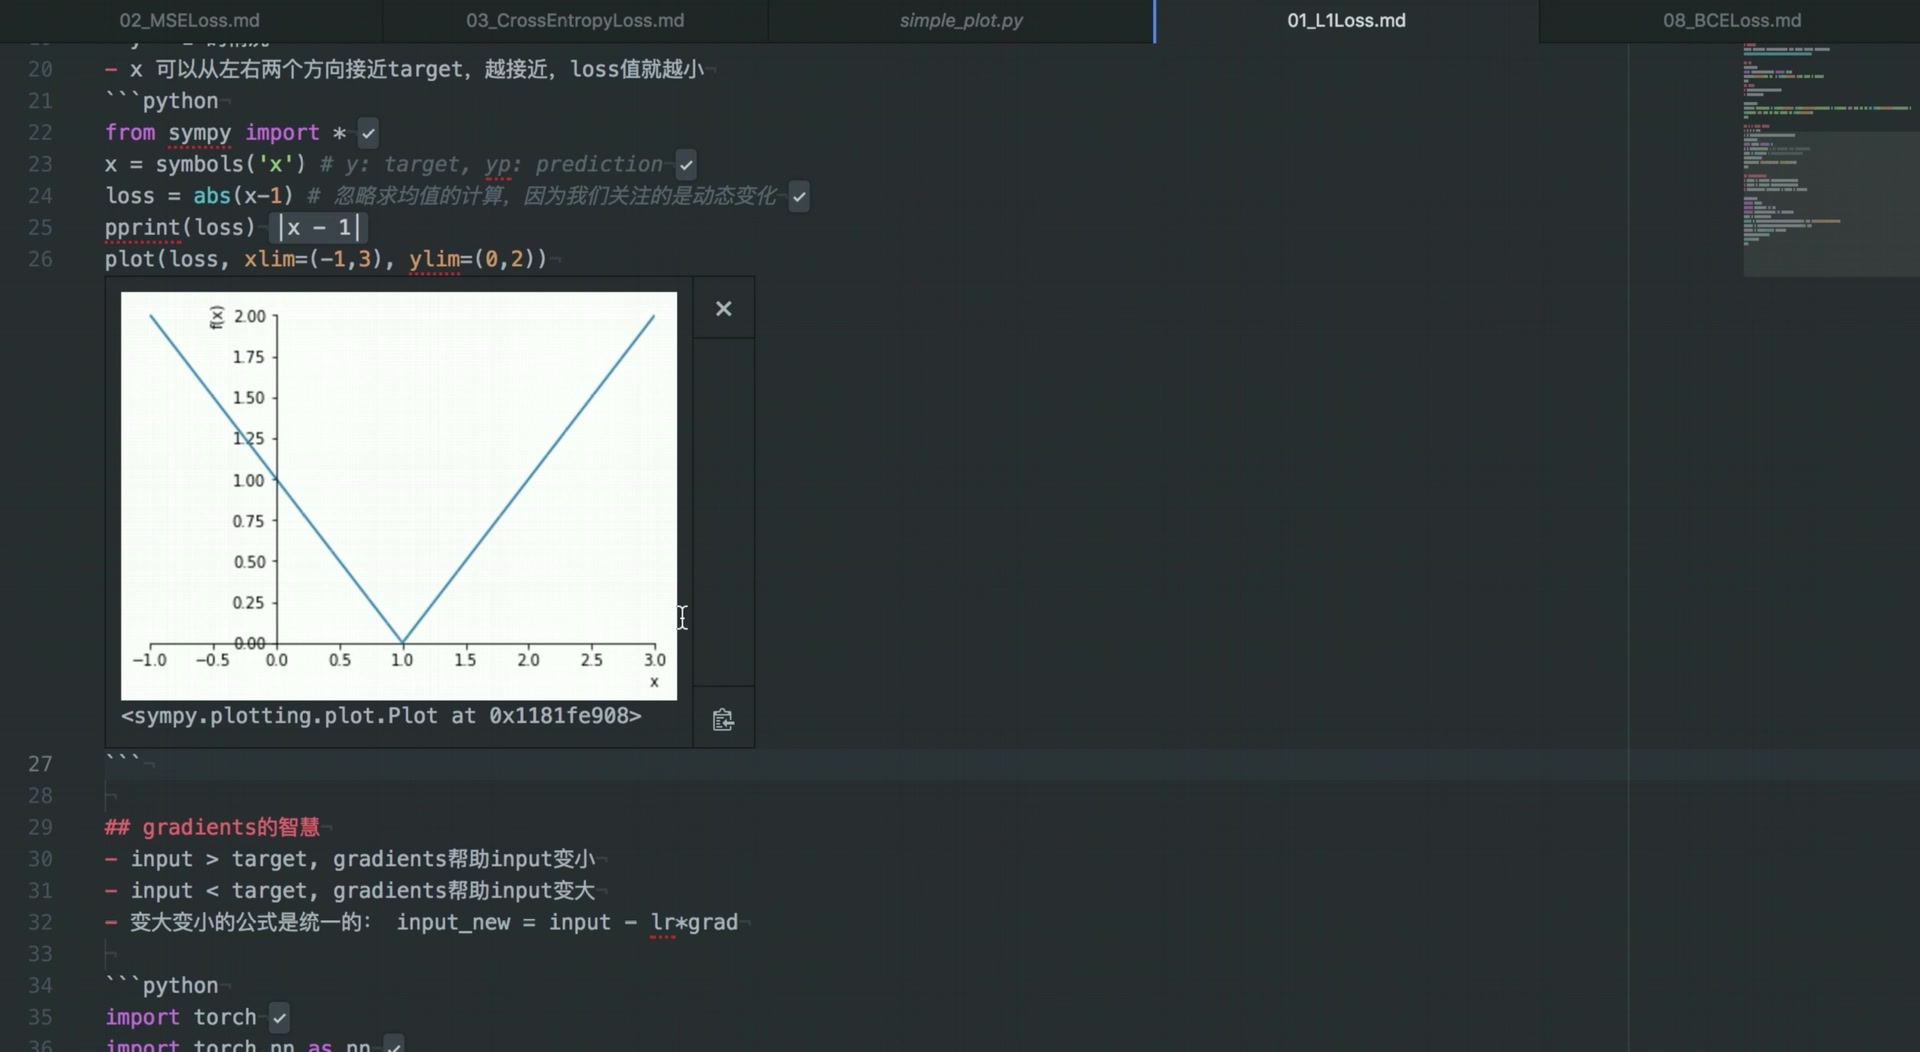 02_MSELoss.md
03_CrossEntropyLoss.md
simple_plot.py
01_L1Loss.md
08_BCELoss.md
20 - x 可以从左右两个方向接近target，越接近，loss值就越小
21 ```python
22 from sympy import *
23 x = symbols('x') # y: target, yp: prediction
24 loss = abs(x-1) # 忽略求均值的计算，因为我们关注的是动态变化
25 pprint(loss) |x - 1|
26 plot(loss, xlim=(-1,3), ylim=(0,2))
f(x)
2.00
1.75
1.50
1.25
1.00
0.75
0.50
0.25
0.00
−1.0 −0.5 0.0 0.5 1.0 1.5 2.0 2.5 3.0
x
<sympy.plotting.plot.Plot at 0x1181fe908>
27 ```
28
29 ## gradients的智慧
30 - input > target, gradients帮助input变小
31 - input < target, gradients帮助input变大
32 - 变大变小的公式是统一的： input_new = input - lr*grad
33
34 ```python
35 import torch
36 import torch.nn as nn